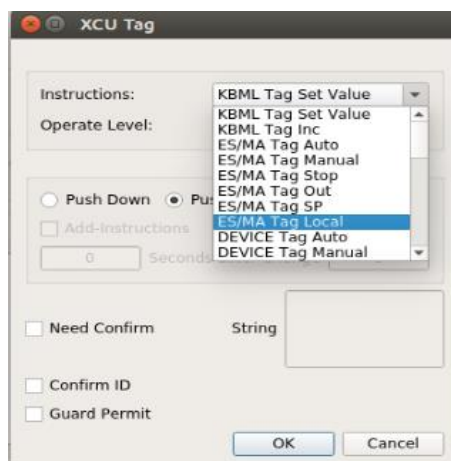 XCU Tag
Instructions:
KBML Tag Set Value
Operate Level:
KBML Tag Set Value
KBML Tag Inc
ES/MA Tag Auto
ES/MA Tag Manual
ES/MA Tag Stop
ES/MA Tag Out
ES/MA Tag SP
ES/MA Tag Local
DEVICE Tag Auto
DEVICE Tag Manual
Push Down
Add-Instructions
0 Seconds
Need Confirm String
Confirm ID
Guard Permit
OK Cancel